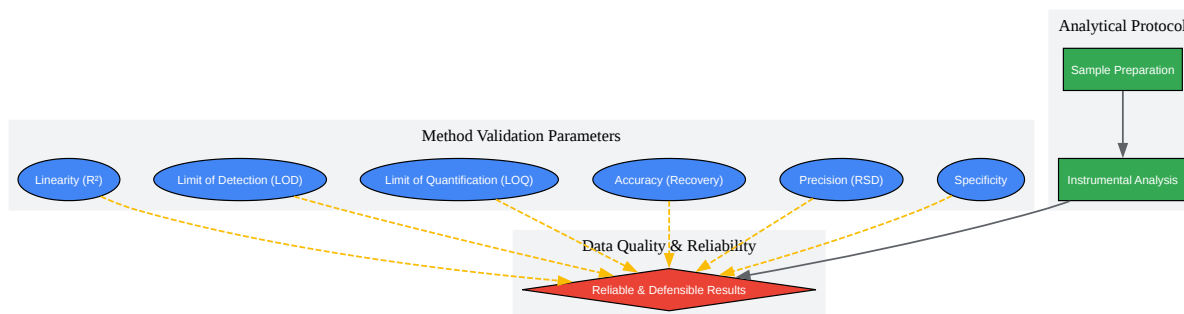 Analytical Protocol
Sample Preparation
Method Validation Parameters
Linearity (R²)
Limit of Detection (LOD)
Limit of Quantification (LOQ)
Accuracy (Recovery)
Precision (RSD)
Specificity
Instrumental Analysis
Data Quality & Reliability
Reliable & Defensible Results